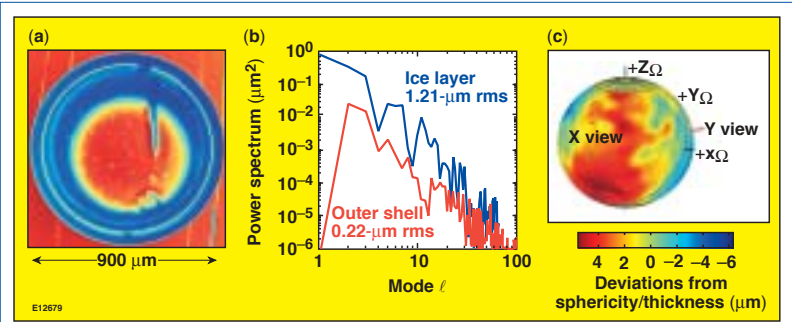 (a)
900 μm
E12679
(b)
Power spectrum (μm²)
10⁰
10⁻¹
10⁻²
10⁻³
10⁻⁴
10⁻⁵
10⁻⁶
Ice layer
1.21-μm rms
Outer shell
0.22-μm rms
1 10 100
Mode ℓ
(c)
+ZΩ
+YΩ
X view
Y view
+xΩ
4 2 0 −2 −4 −6
Deviations from
sphericity/thickness (μm)